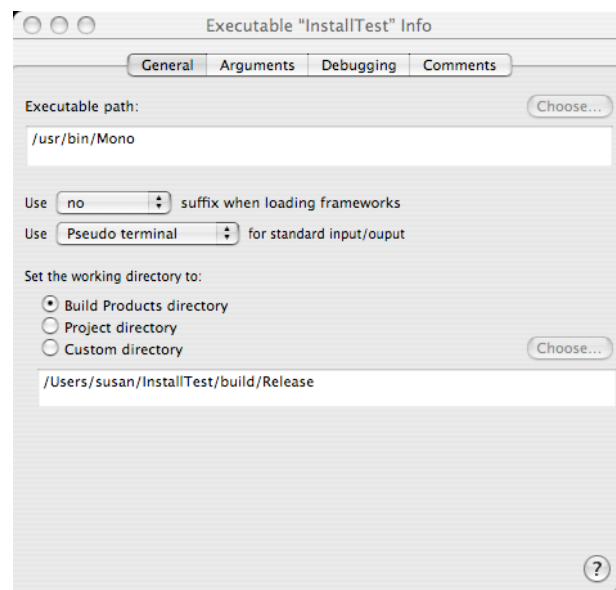 Executable “InstallTest” Info
General Arguments Debugging Comments
Executable path: Choose...
/usr/bin/Mono
Use no suffix when loading frameworks
Use Pseudo terminal for standard input/ouput
Set the working directory to:
Build Products directory
Project directory
Custom directory Choose...
/Users/susan/InstallTest/build/Release
?